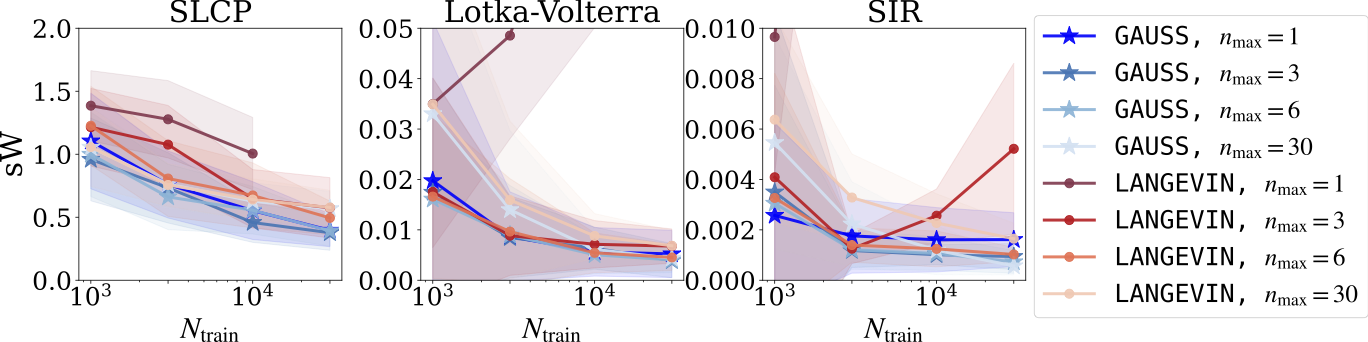 SLCP
Lotka-Volterra
SIR
sW
2.0
1.5
1.0
0.5
0.0
10³
10⁴
N_train
0.05
0.04
0.03
0.02
0.01
0.00
10³
10⁴
N_train
0.010
0.008
0.006
0.004
0.002
0.000
10³
10⁴
N_train
GAUSS, n_max = 1
GAUSS, n_max = 3
GAUSS, n_max = 6
GAUSS, n_max = 30
LANGEVIN, n_max = 1
LANGEVIN, n_max = 3
LANGEVIN, n_max = 6
LANGEVIN, n_max = 30